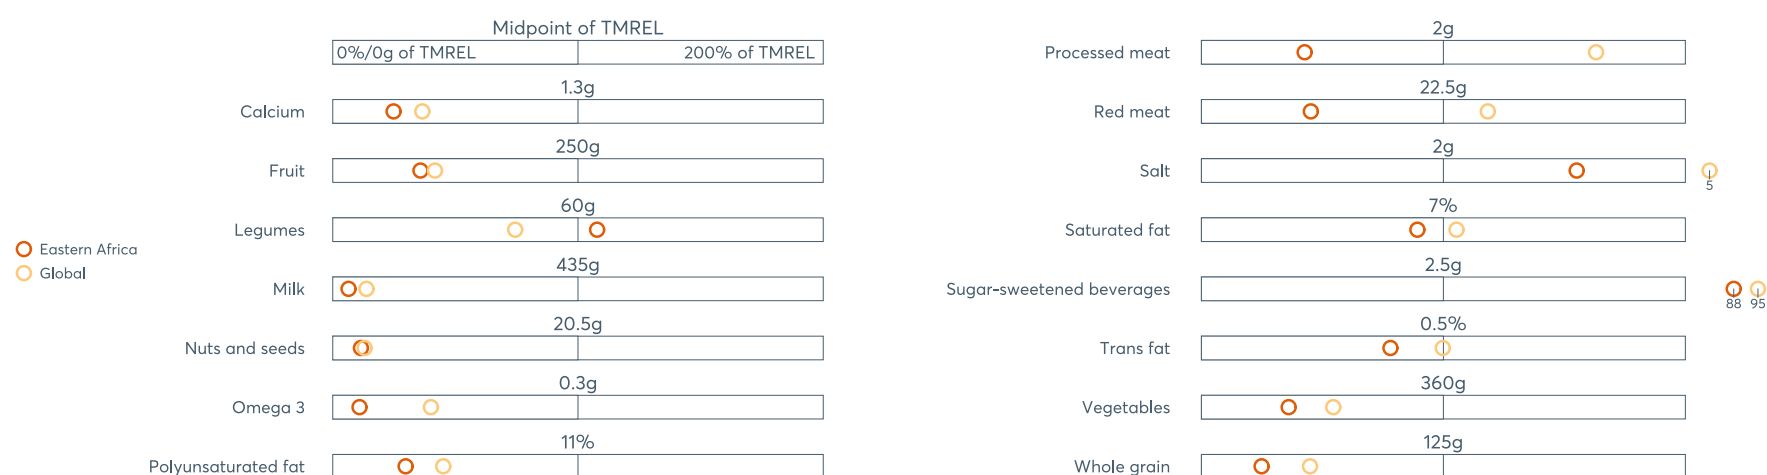 Midpoint of TMREL
0%/0g of TMREL
200% of TMREL
1.3g
Calcium
250g
Fruit
60g
Legumes
Eastern Africa
Global
435g
Milk
20.5g
Nuts and seeds
0.3g
Omega 3
11%
Polyunsaturated fat
2g
Processed meat
22.5g
Red meat
2g
Salt
5
7%
Saturated fat
2.5g
Sugar-sweetened beverages
88 95
0.5%
Trans fat
360g
Vegetables
125g
Whole grain